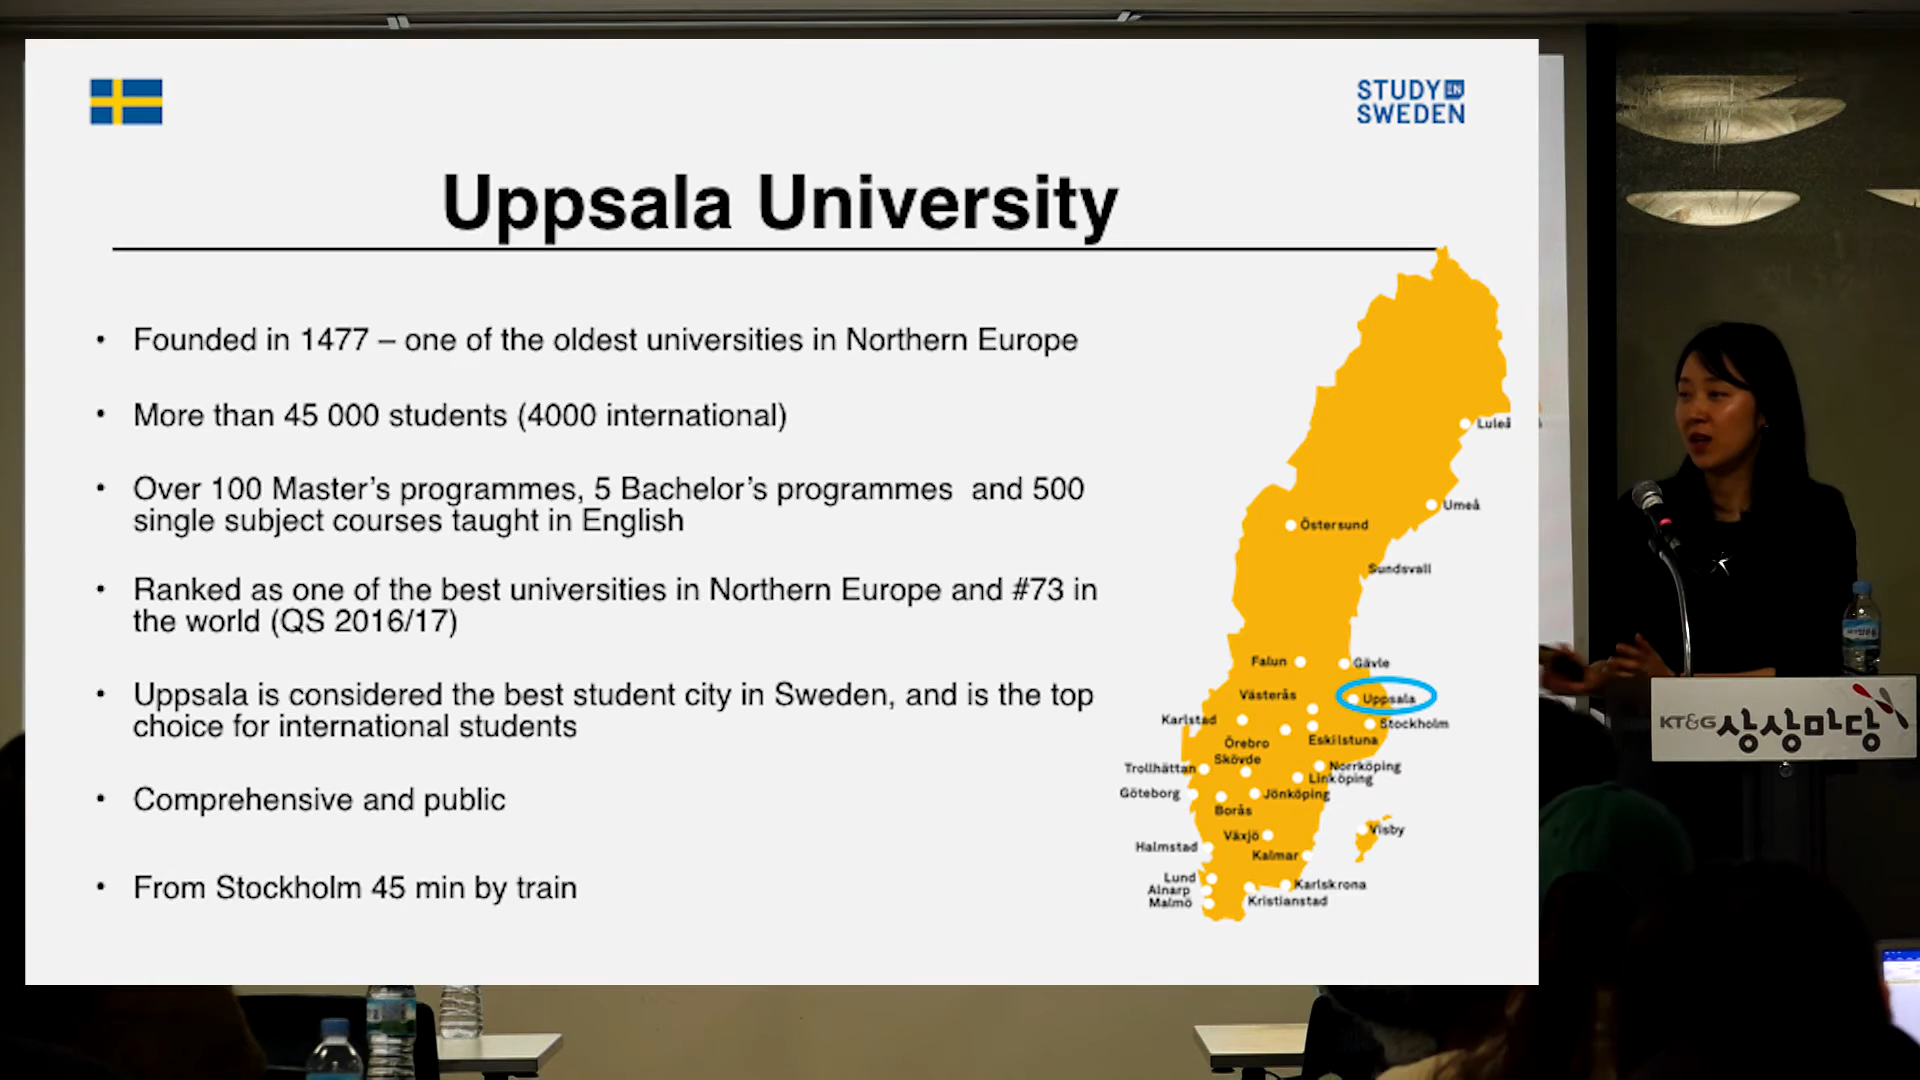 STUDY IN
SWEDEN
Uppsala University
• Founded in 1477 – one of the oldest universities in Northern Europe
• More than 45 000 students (4000 international)
• Over 100 Master’s programmes, 5 Bachelor’s programmes and 500
single subject courses taught in English
• Ranked as one of the best universities in Northern Europe and #73 in
the world (QS 2016/17)
• Uppsala is considered the best student city in Sweden, and is the top
choice for international students
• Comprehensive and public
• From Stockholm 45 min by train
Luleå
Umeå
Östersund
Sundsvall
Falun
Gävle
Västerås
Uppsala
Karlstad
Stockholm
Örebro
Eskilstuna
Skövde
Trollhättan
Norrköping
Linköping
Göteborg
Jönköping
Borås
Visby
Växjö
Halmstad
Kalmar
Lund
Karlskrona
Alnarp
Malmö
Kristianstad
KT&G 상상마당